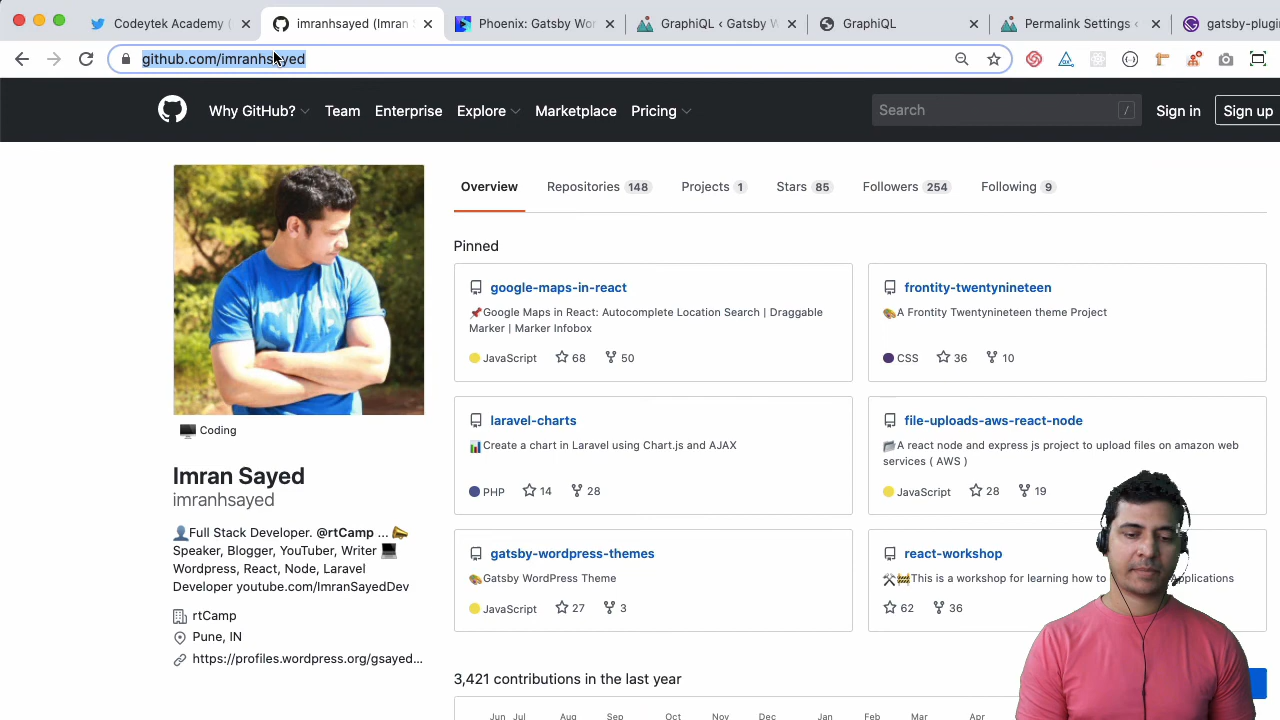 Codeytek Academy (
imranhsayed (Imran
Phoenix: Gatsby Wor
GraphiQL ‹ Gatsby W
GraphiQL
Permalink Settings ‹
gatsby-plugin
github.com/imranhsayed
Why GitHub?
Team
Enterprise
Explore
Marketplace
Pricing
Search
/
Sign in
Sign up
Overview
Repositories 148
Projects 1
Stars 85
Followers 254
Following 9
Pinned
google-maps-in-react
📌Google Maps in React: Autocomplete Location Search | Draggable
Marker | Marker Infobox
JavaScript 68 50
frontity-twentynineteen
🎨A Frontity Twentynineteen theme Project
CSS 36 10
laravel-charts
📊Create a chart in Laravel using Chart.js and AJAX
PHP 14 28
file-uploads-aws-react-node
A react node and express js project to upload files on amazon web
services ( AWS )
JavaScript 28 19
gatsby-wordpress-themes
🎨Gatsby WordPress Theme
JavaScript 27 3
react-workshop
This is a workshop for learning how to pplications
62 36
Coding
Imran Sayed
imranhsayed
Full Stack Developer. @rtCamp ...
Speaker, Blogger, YouTuber, Writer
Wordpress, React, Node, Laravel
Developer youtube.com/ImranSayedDev
rtCamp
Pune, IN
https://profiles.wordpress.org/gsayed...
3,421 contributions in the last year
Jun Jul Aug Sep Oct Nov Dec Jan Feb Mar Apr